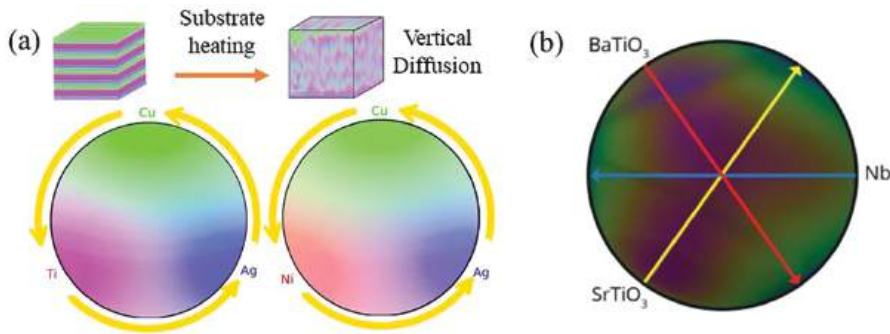 (a)
Substrate
heating
Vertical
Diffusion
Cu
Ti
Ag
Cu
Ni
Ag
(b)
BaTiO₃
Nb
SrTiO₃